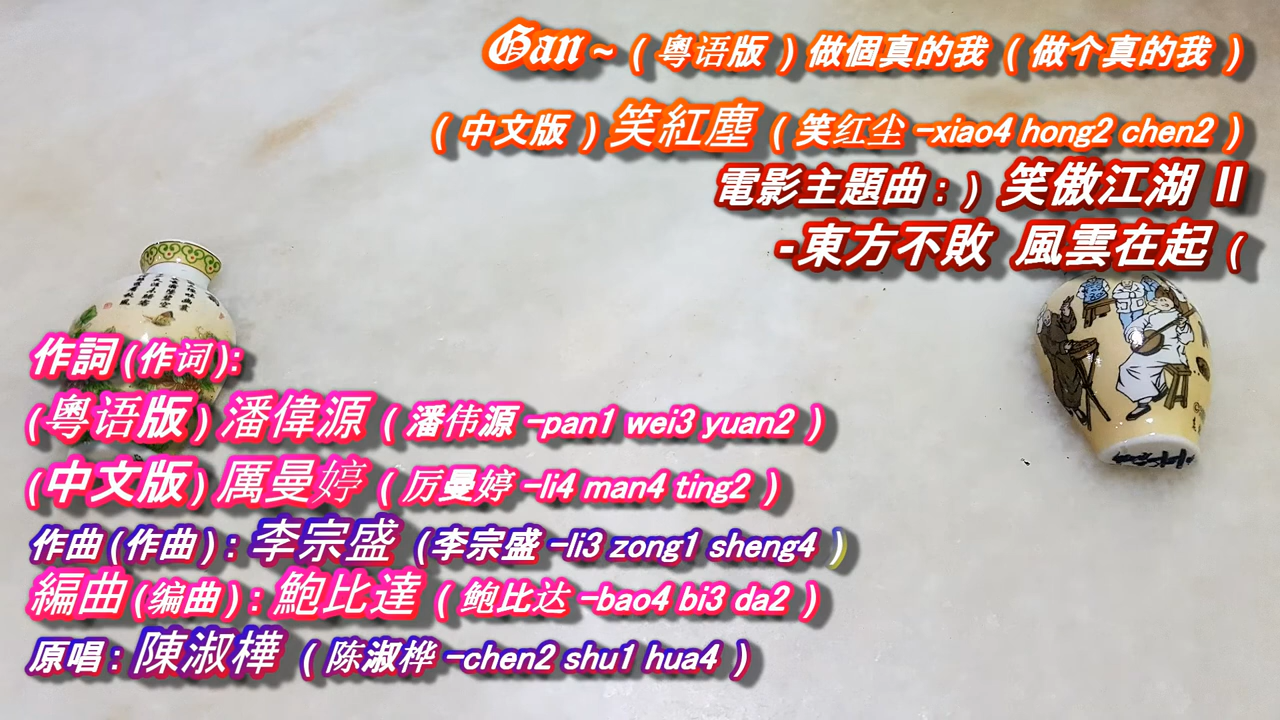 Gan ~ ( 粵语版 ) 做個真的我 ( 做个真的我 )
( 中文版 ) 笑紅塵 ( 笑红尘 -xiao4 hong2 chen2 )
電影主題曲 : ) 笑傲江湖 II
-東方不敗 風雲在起 (
作詞 (作词 ):
(粵语版 ) 潘偉源 ( 潘伟源 -pan1 wei3 yuan2 )
(中文版 ) 厲曼婷 ( 厉曼婷 -li4 man4 ting2 )
作曲 (作曲 ) : 李宗盛 (李宗盛 -li3 zong1 sheng4 )
編曲 (编曲 ) : 鮑比達 ( 鲍比达 -bao4 bi3 da2 )
原唱 : 陳淑樺 ( 陈淑桦 -chen2 shu1 hua4 )